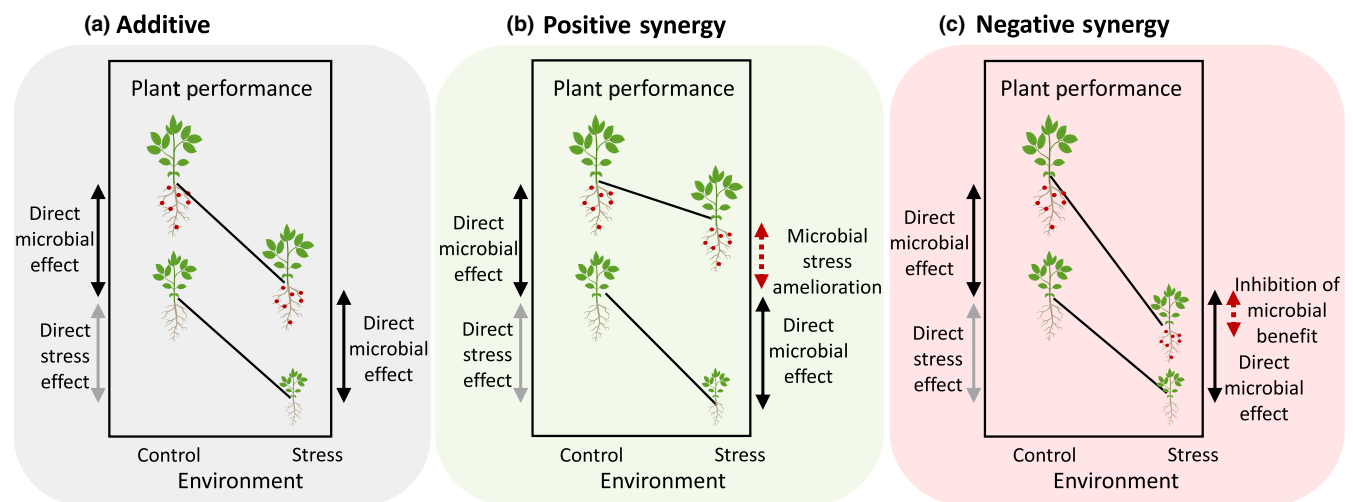 (a) Additive
Plant performance
Direct
microbial
effect
Direct
stress
effect
Direct
microbial
effect
Control
Stress
Environment
(b) Positive synergy
Plant performance
Direct
microbial
effect
Direct
stress
effect
Microbial
stress
amelioration
Direct
microbial
effect
Control
Stress
Environment
(c) Negative synergy
Plant performance
Direct
microbial
effect
Direct
stress
effect
Inhibition of
microbial
benefit
Direct
microbial
effect
Control
Stress
Environment